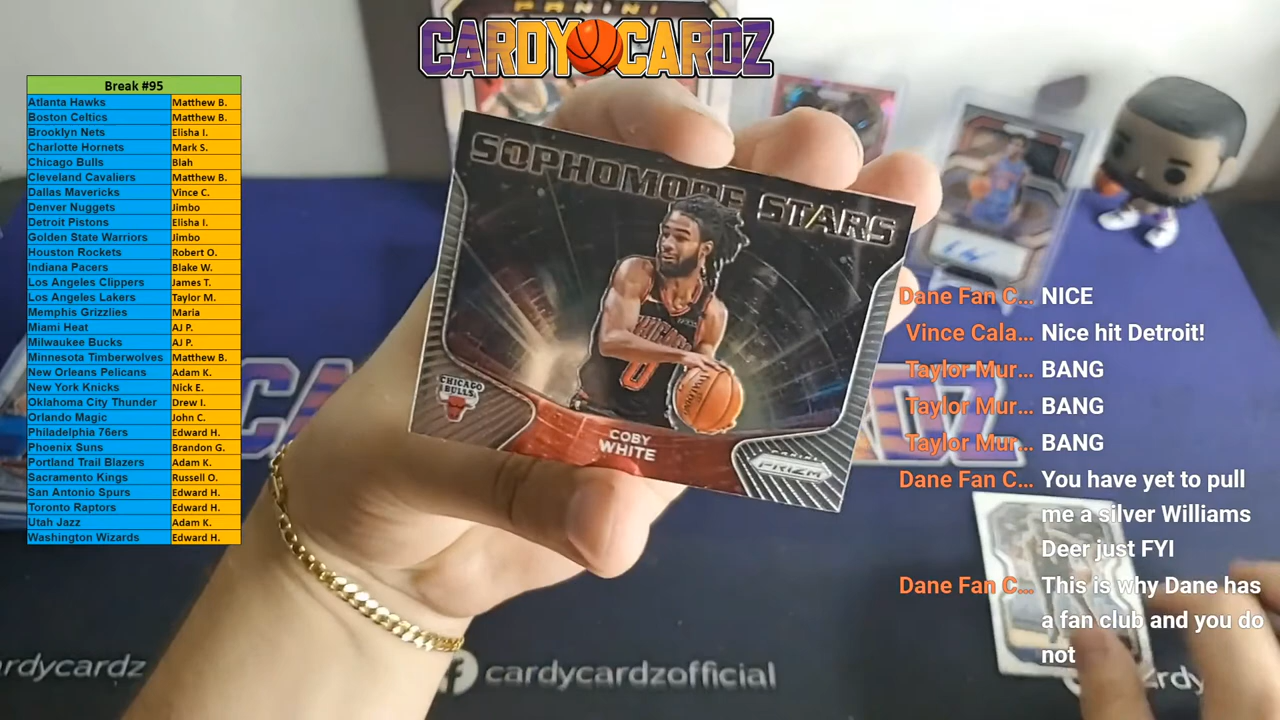 PANINI
CARDY CARDZ
Break #95
Atlanta Hawks Matthew B.
Boston Celtics Matthew B.
Brooklyn Nets Elisha I.
Charlotte Hornets Mark S.
Chicago Bulls Blah
Cleveland Cavaliers Matthew B.
Dallas Mavericks Vince C.
Denver Nuggets Jimbo
Detroit Pistons Elisha I.
Golden State Warriors Jimbo
Houston Rockets Robert O.
Indiana Pacers Blake W.
Los Angeles Clippers James T.
Los Angeles Lakers Taylor M.
Memphis Grizzlies Maria
Miami Heat AJ P.
Milwaukee Bucks AJ P.
Minnesota Timberwolves Matthew B.
New Orleans Pelicans Adam K.
New York Knicks Nick E.
Oklahoma City Thunder Drew I.
Orlando Magic John C.
Philadelphia 76ers Edward H.
Phoenix Suns Brandon G.
Portland Trail Blazers Adam K.
Sacramento Kings Russell O.
San Antonio Spurs Edward H.
Toronto Raptors Edward H.
Utah Jazz Adam K.
Washington Wizards Edward H.
SOPHOMORE STARS
CHICAGO
0
CHICAGO
BULLS
COBY
WHITE
PANINI
PRIZM
Dane Fan C... NICE
Vince Cala... Nice hit Detroit!
Taylor Mur... BANG
Taylor Mur... BANG
Taylor Mur... BANG
Dane Fan C... You have yet to pull
me a silver Williams
Deer just FYI
Dane Fan C... This is why Dane has
a fan club and you do
not
ardycardz
f cardycardzofficial
rdy